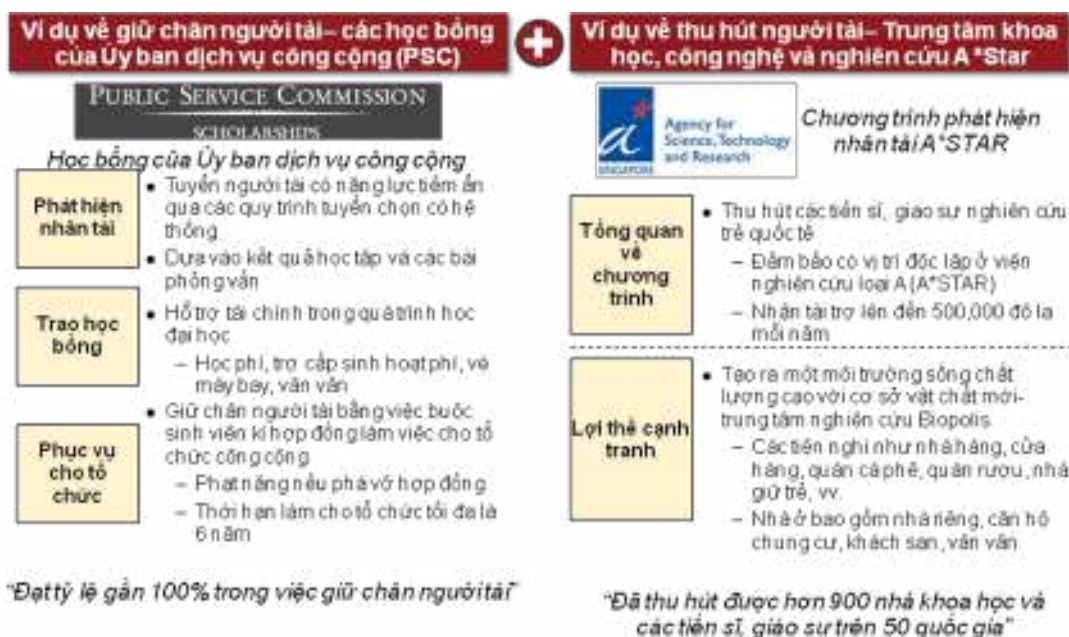 Ví dụ về giữ chân người tài– các học bổng
của Ủy ban dịch vụ công cộng (PSC)
PUBLIC SERVICE COMMISSION
SCHOLARSHIPS
Học bổng của Ủy ban dịch vụ công cộng
Phát hiện
nhân tài
• Tuyển người tài có năng lực tiềm ẩn
qua các quy trình tuyển chọn có hệ
thống
• Dựa vào kết quả học tập và các bài
phỏng vấn
Trao học
bổng
• Hỗ trợ tài chính trong quá trình học
đại học
– Học phí, trợ cấp sinh hoạt phí, vé
máy bay, vân vân
Phục vụ
cho tổ
chức
• Giữ chân người tài bằng việc buộc
sinh viên kí hợp đồng làm việc cho tổ
chức công cộng
– Phạt nặng nếu phá vỡ hợp đồng
– Thời hạn làm cho tổ chức tối đa là
6 năm
"Đạt tỷ lệ gần 100% trong việc giữ chân người tài"
Ví dụ về thu hút người tài– Trung tâm khoa
học, công nghệ và nghiên cứu A*Star
a*
SINGAPORE
Agency for
Science, Technology
and Research
Chương trình phát hiện
nhân tài A*STAR
Tổng quan
về
chương
trình
• Thu hút các tiến sĩ, giáo sư nghiên cứu
trẻ quốc tế
– Đảm bảo có vị trí độc lập ở viện
nghiên cứu loại A (A*STAR)
– Nhận tài trợ lên đến 500,000 đô la
mỗi năm
Lợi thế cạnh
tranh
• Tạo ra một môi trường sống chất
lượng cao với cơ sở vật chất mới-
trung tâm nghiên cứu Biopolis
– Các tiện nghi như nhà hàng, cửa
hàng, quán cà phê, quán rượu, nhà
giữ trẻ, vv.
– Nhà ở bao gồm nhà riêng, căn hộ
chung cư, khách sạn, vân vân
"Đã thu hút được hơn 900 nhà khoa học và
các tiến sĩ, giáo sư trên 50 quốc gia"